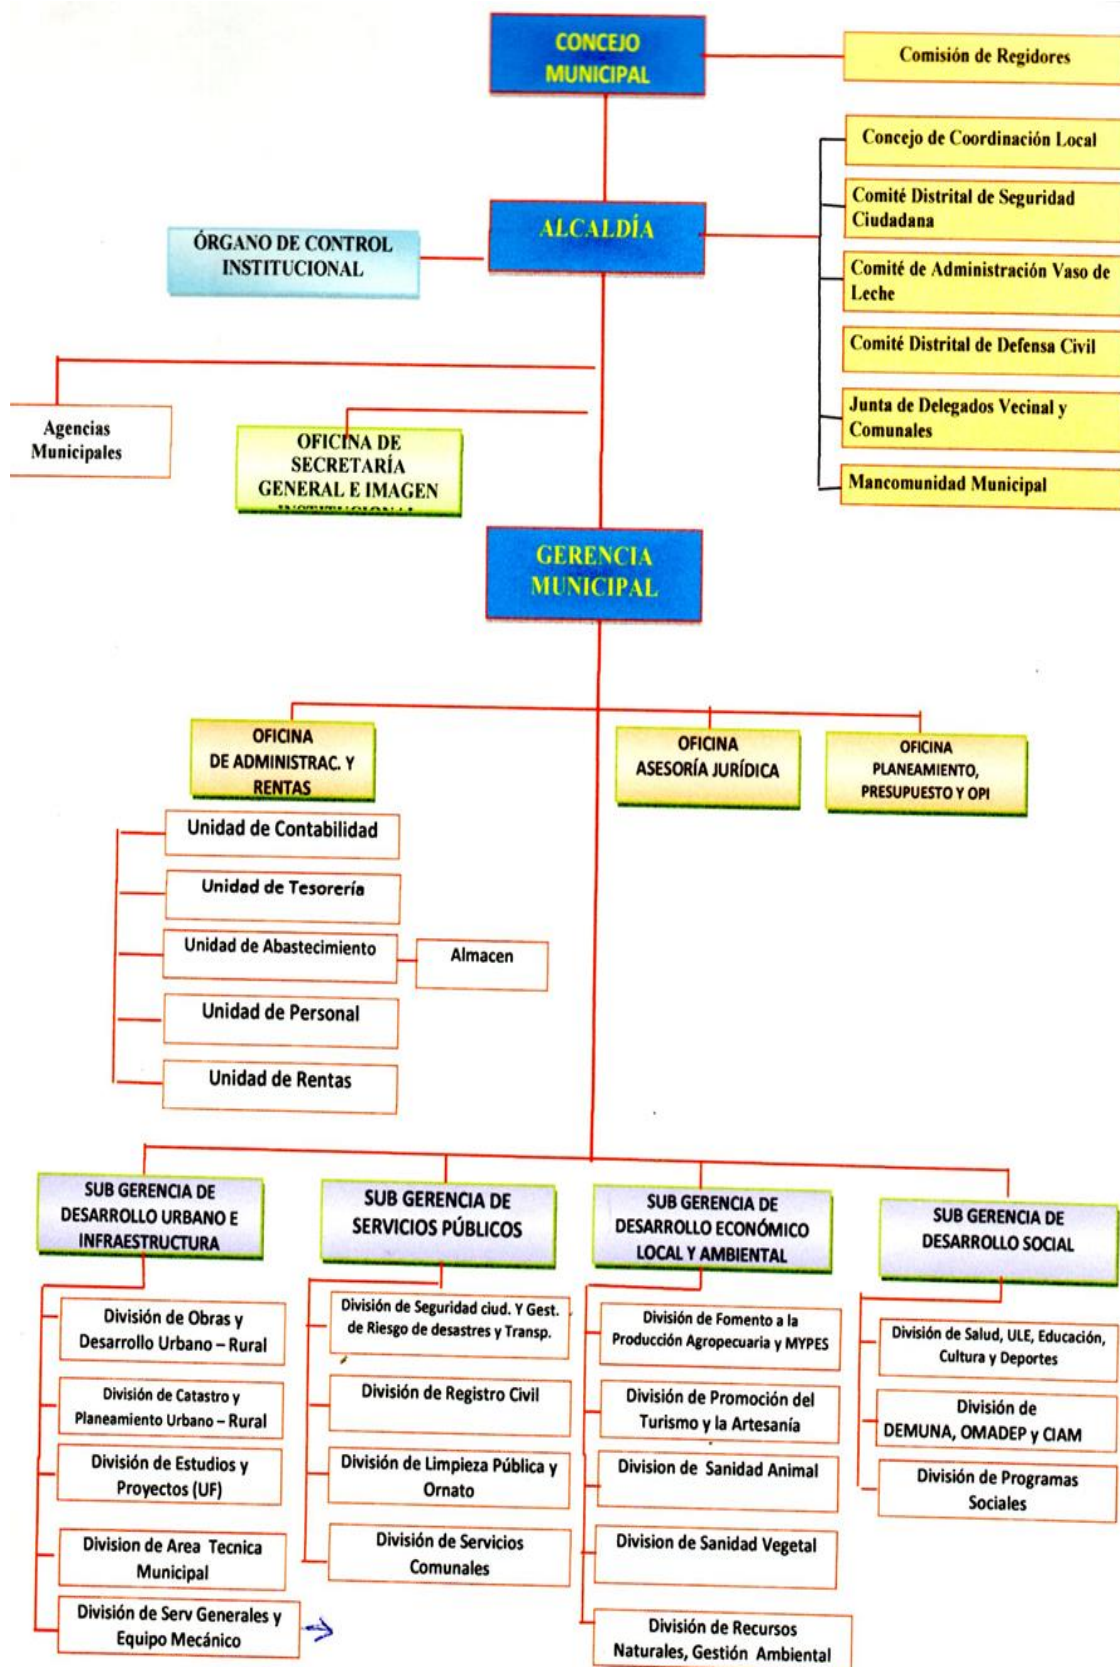 CONCEJO
MUNICIPAL
Comisión de Regidores
Concejo de Coordinación Local
Comité Distrital de Seguridad
Ciudadana
ALCALDÍA
ÓRGANO DE CONTROL
INSTITUCIONAL
Comité de Administración Vaso de
Leche
Comité Distrital de Defensa Civil
Junta de Delegados Vecinal y
Comunales
Mancomunidad Municipal
Agencias
Municipales
OFICINA DE
SECRETARÍA
GENERAL E IMAGEN
INSTITUCIONAL
GERENCIA
MUNICIPAL
OFICINA
DE ADMINISTRAC. Y
RENTAS
OFICINA
ASESORÍA JURÍDICA
OFICINA
PLANEAMIENTO,
PRESUPUESTO Y OPI
Unidad de Contabilidad
Unidad de Tesorería
Unidad de Abastecimiento
Almacen
Unidad de Personal
Unidad de Rentas
SUB GERENCIA DE
DESARROLLO URBANO E
INFRAESTRUCTURA
División de Obras y
Desarrollo Urbano – Rural
División de Catastro y
Planeamiento Urbano – Rural
División de Estudios y
Proyectos (UF)
Division de Area Tecnica
Municipal
División de Serv Generales y
Equipo Mecánico
SUB GERENCIA DE
SERVICIOS PÚBLICOS
División de Seguridad ciud. Y Gest.
de Riesgo de desastres y Transp.
División de Registro Civil
División de Limpieza Pública y
Ornato
División de Servicios
Comunales
SUB GERENCIA DE
DESARROLLO ECONÓMICO
LOCAL Y AMBIENTAL
División de Fomento a la
Producción Agropecuaria y MYPES
División de Promoción del
Turismo y la Artesanía
Division de Sanidad Animal
Division de Sanidad Vegetal
División de Recursos
Naturales, Gestión Ambiental
SUB GERENCIA DE
DESARROLLO SOCIAL
División de Salud, ULE, Educación,
Cultura y Deportes
División de
DEMUNA, OMADEP y CIAM
División de Programas
Sociales